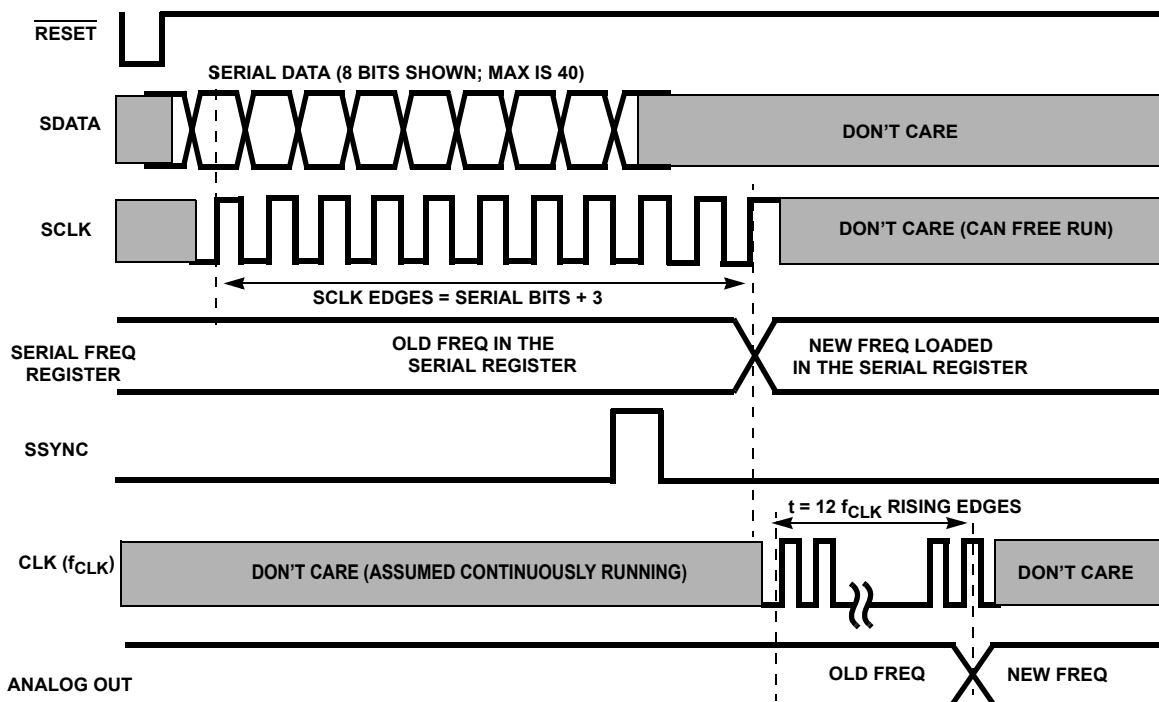 RESET
SERIAL DATA (8 BITS SHOWN; MAX IS 40)
SDATA
DON'T CARE
SCLK
DON'T CARE (CAN FREE RUN)
SCLK EDGES = SERIAL BITS + 3
SERIAL FREQ
REGISTER
OLD FREQ IN THE
SERIAL REGISTER
NEW FREQ LOADED
IN THE SERIAL REGISTER
SSYNC
t = 12 fCLK RISING EDGES
CLK (fCLK)
DON'T CARE (ASSUMED CONTINUOUSLY RUNNING)
DON'T CARE
ANALOG OUT
OLD FREQ
NEW FREQ